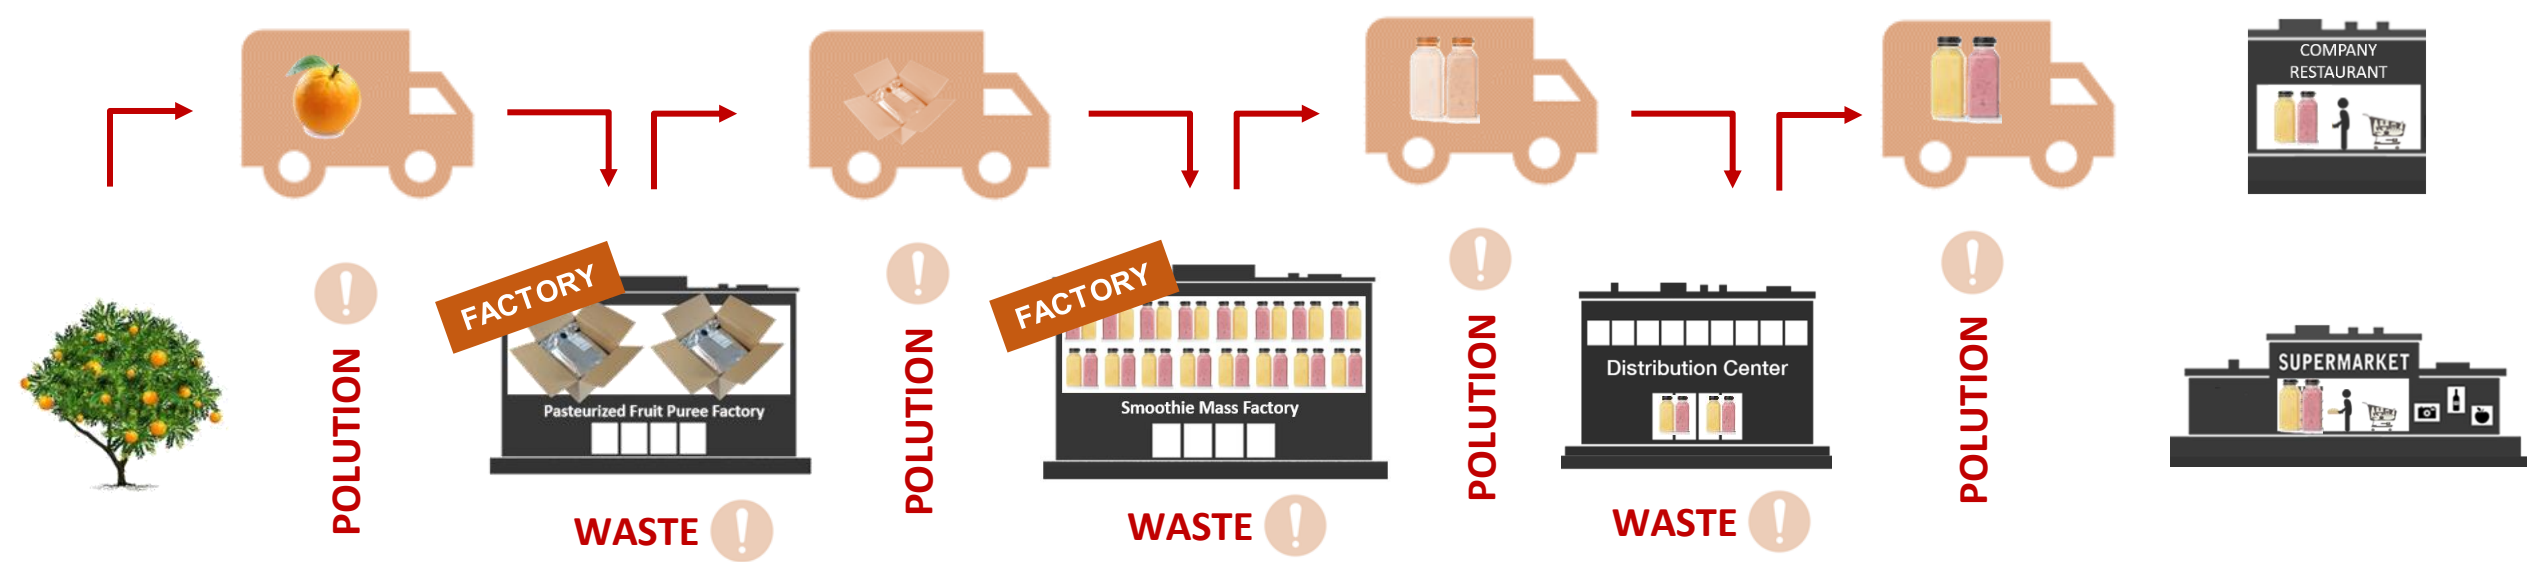 COMPANY
RESTAURANT
FACTORY
FACTORY
POLUTION
POLUTION
POLUTION
POLUTION
Pasteurized Fruit Puree Factory
Smoothie Mass Factory
Distribution Center
SUPERMARKET
WASTE
WASTE
WASTE